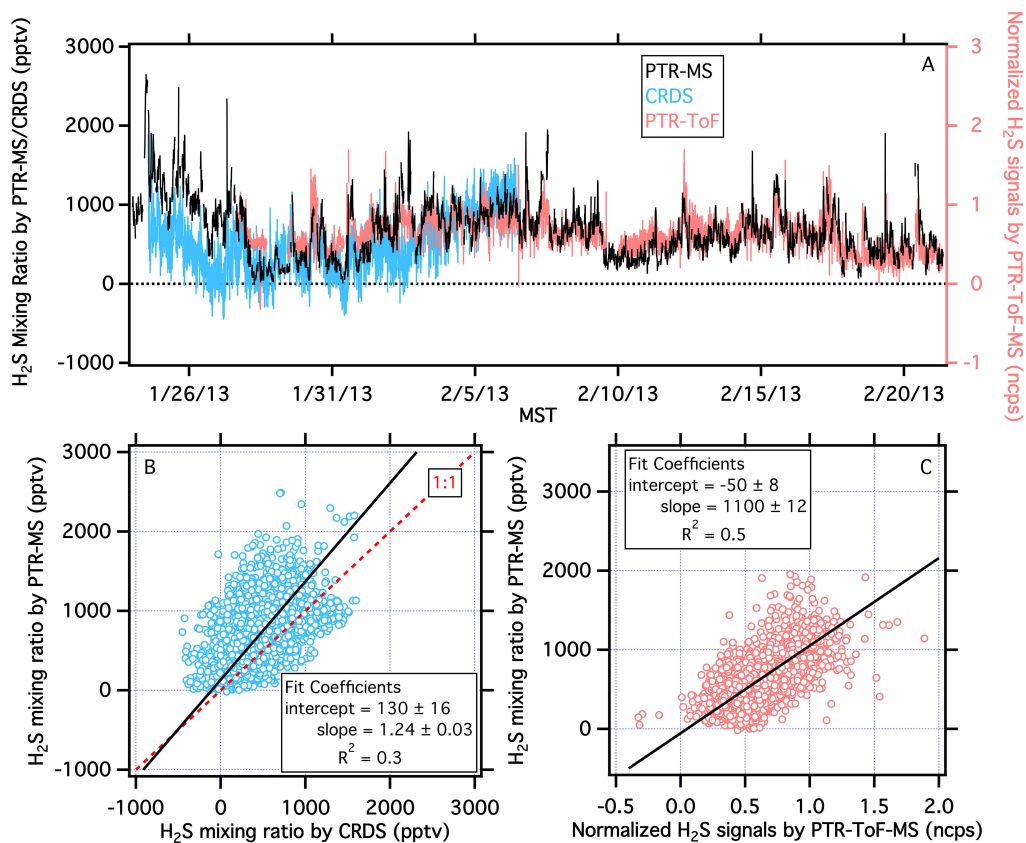 3000
2000
1000
0
-1000
H2S Mixing Ratio by PTR-MS/CRDS (pptv)
PTR-MS
CRDS
PTR-ToF
A
3
2
1
0
-1
Normalized H2S signals by PTR-ToF-MS (ncps)
1/26/13 1/31/13 2/5/13 2/10/13 2/15/13 2/20/13
MST
B
3000
2000
1000
0
-1000
H2S mixing ratio by PTR-MS (pptv)
1:1
Fit Coefficients
intercept = 130 ± 16
slope = 1.24 ± 0.03
R2 = 0.3
-1000 0 1000 2000 3000
H2S mixing ratio by CRDS (pptv)
C
Fit Coefficients
intercept = -50 ± 8
slope = 1100 ± 12
R2 = 0.5
3000
2000
1000
0
H2S mixing ratio by PTR-MS (pptv)
-0.5 0.0 0.5 1.0 1.5 2.0
Normalized H2S signals by PTR-ToF-MS (ncps)